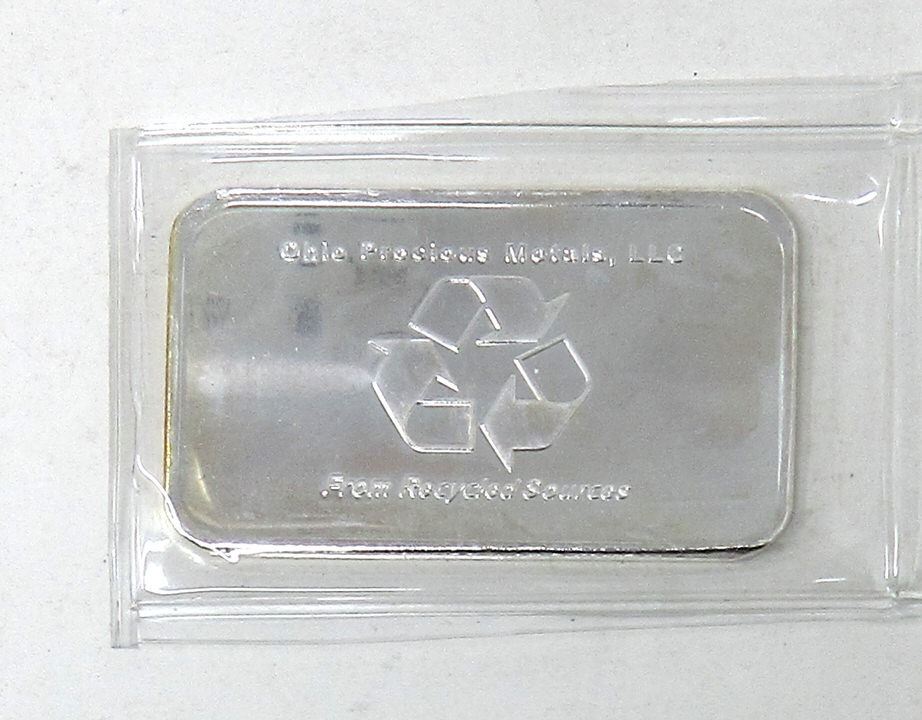 Ohio Precious Metals, LLC
From Recycled Sources